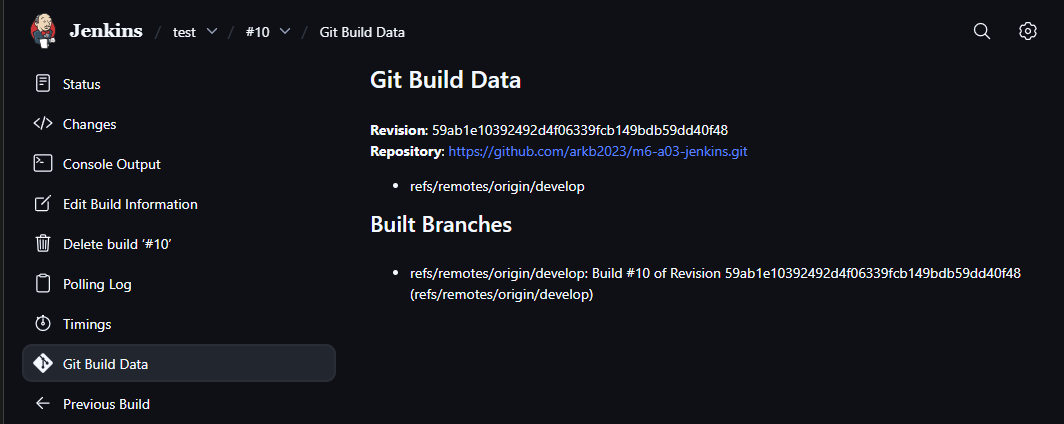 Jenkins / test / #10 / Git Build Data
Status
Changes
Console Output
Edit Build Information
Delete build ‘#10’
Polling Log
Timings
Git Build Data
Previous Build
Git Build Data
Revision: 59ab1e10392492d4f06339fcb149bdb59dd40f48
Repository: https://github.com/arkb2023/m6-a03-jenkins.git
• refs/remotes/origin/develop
Built Branches
• refs/remotes/origin/develop: Build #10 of Revision 59ab1e10392492d4f06339fcb149bdb59dd40f48
(refs/remotes/origin/develop)